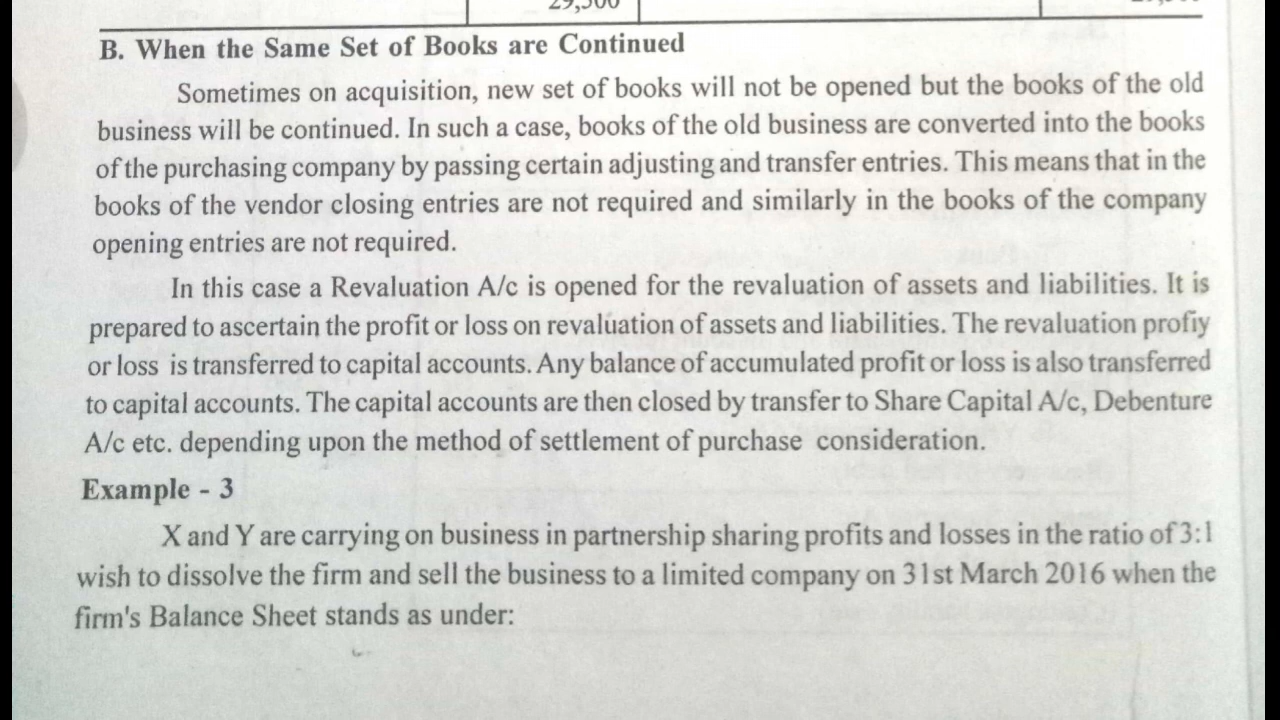 B. When the Same Set of Books are Continued
Sometimes on acquisition, new set of books will not be opened but the books of the old
business will be continued. In such a case, books of the old business are converted into the books
of the purchasing company by passing certain adjusting and transfer entries. This means that in the
books of the vendor closing entries are not required and similarly in the books of the company
opening entries are not required.
In this case a Revaluation A/c is opened for the revaluation of assets and liabilities. It is
prepared to ascertain the profit or loss on revaluation of assets and liabilities. The revaluation profiy
or loss is transferred to capital accounts. Any balance of accumulated profit or loss is also transferred
to capital accounts. The capital accounts are then closed by transfer to Share Capital A/c, Debenture
A/c etc. depending upon the method of settlement of purchase consideration.
Example - 3
X and Y are carrying on business in partnership sharing profits and losses in the ratio of 3:1
wish to dissolve the firm and sell the business to a limited company on 31st March 2016 when the
firm's Balance Sheet stands as under: